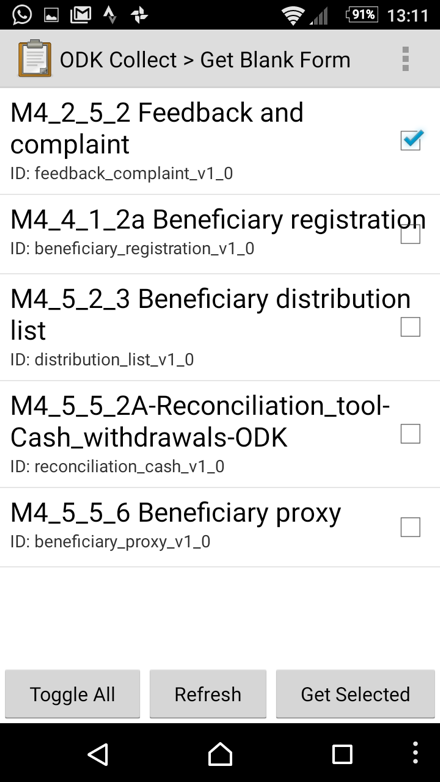 91% 13:11
ODK Collect > Get Blank Form
M4_2_5_2 Feedback and
complaint
ID: feedback_complaint_v1_0
M4_4_1_2a Beneficiary registration
ID: beneficiary_registration_v1_0
M4_5_2_3 Beneficiary distribution
list
ID: distribution_list_v1_0
M4_5_5_2A-Reconciliation_tool-
Cash_withdrawals-ODK
ID: reconciliation_cash_v1_0
M4_5_5_6 Beneficiary proxy
ID: beneficiary_proxy_v1_0
Toggle All Refresh Get Selected